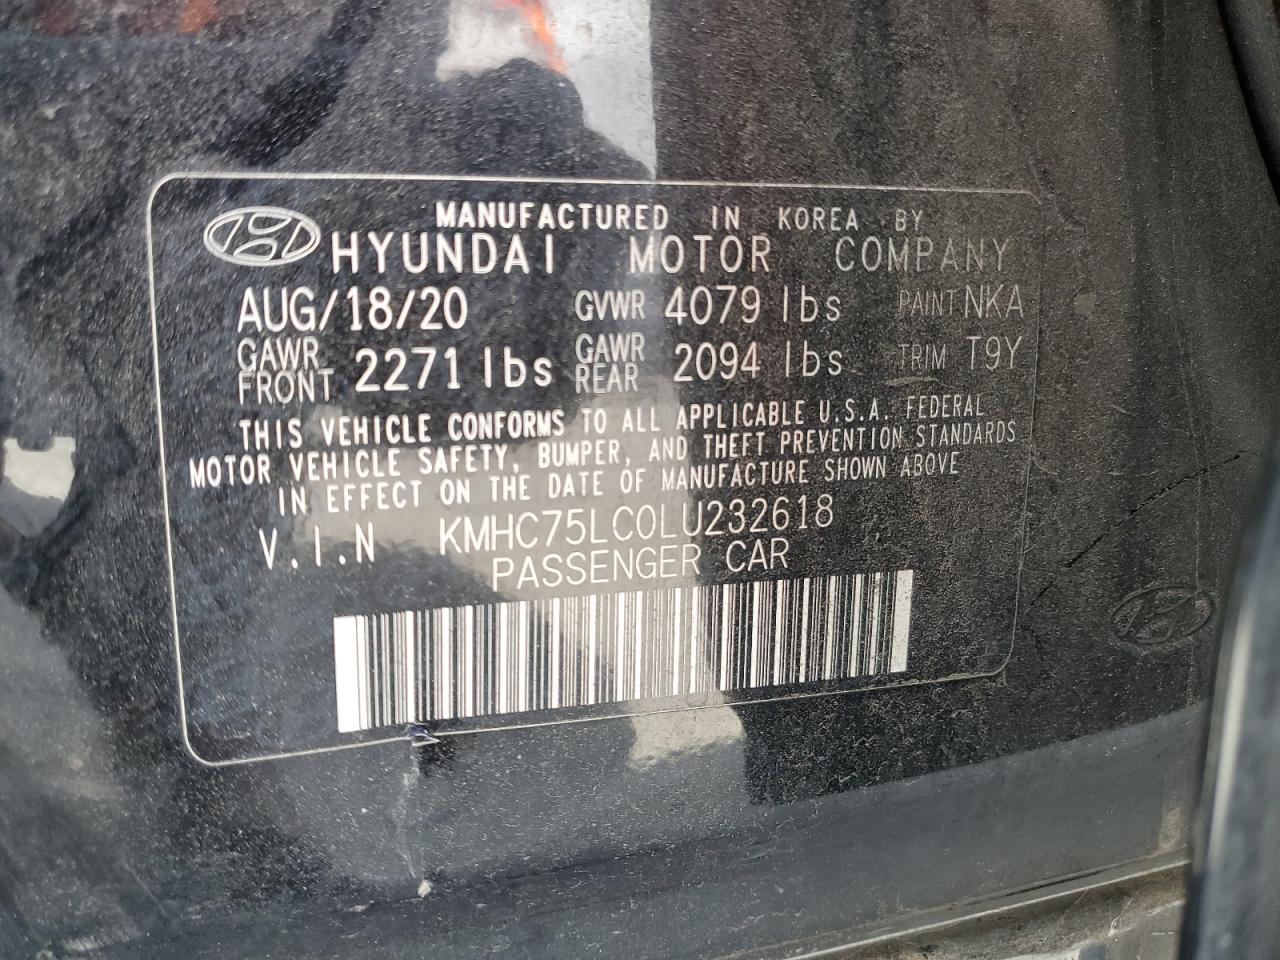 MANUFACTURED IN KOREA BY
HYUNDAI MOTOR COMPANY
AUG/18/20 GVWR 4079 lbs PAINT NKA
GAWR FRONT 2271 lbs GAWR REAR 2094 lbs TRIM T9Y
THIS VEHICLE CONFORMS TO ALL APPLICABLE U.S.A. FEDERAL
MOTOR VEHICLE SAFETY, BUMPER, AND THEFT PREVENTION STANDARDS
IN EFFECT ON THE DATE OF MANUFACTURE SHOWN ABOVE
V.I.N KMHC75LC0LU232618
PASSENGER CAR